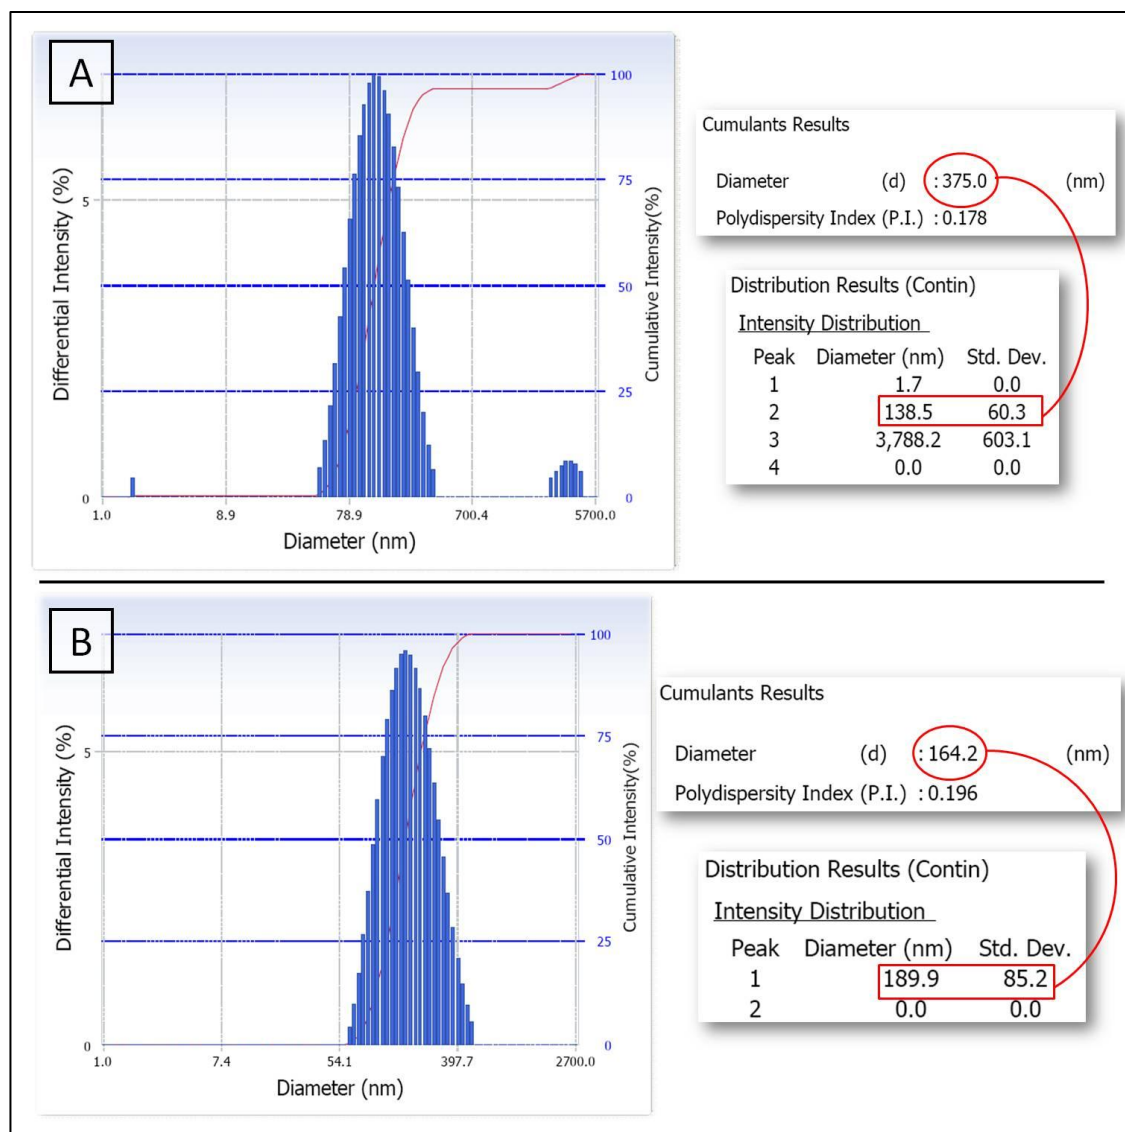 A
Differential Intensity (%)
5
0
100
75
50
25
0
Cumulative Intensity(%)
1.0 8.9 78.9 700.4 5700.0
Diameter (nm)
Cumulants Results
Diameter (d) : 375.0 (nm)
Polydispersity Index (P.I.) : 0.178
Distribution Results (Contin)
Intensity Distribution
Peak Diameter (nm) Std. Dev.
1 1.7 0.0
2 138.5 60.3
3 3,788.2 603.1
4 0.0 0.0
B
Differential Intensity (%)
5
0
100
75
50
25
0
Cumulative Intensity(%)
1.0 7.4 54.1 397.7 2700.0
Diameter (nm)
Cumulants Results
Diameter (d) : 164.2 (nm)
Polydispersity Index (P.I.) : 0.196
Distribution Results (Contin)
Intensity Distribution
Peak Diameter (nm) Std. Dev.
1 189.9 85.2
2 0.0 0.0